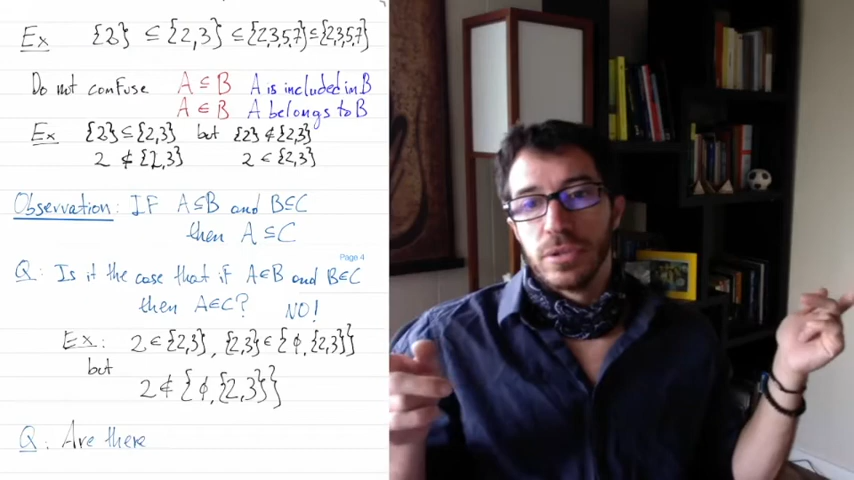 Ex {2} ⊆ {2,3} ⊆ {2,3,5,7} ⊆ {2,3,5,7}
Do not confuse A ⊆ B A is included in B
A ∈ B A belongs to B
Ex {2} ⊆ {2,3} but {2} ∉ {2,3}
2 ⊄ {2,3} 2 ∈ {2,3}
Observation: IF A⊆B and B⊆C
then A ⊆ C
Page 4
Q: Is it the case that if A∈B and B∈C
then A∈C? NO!
Ex: 2 ∈ {2,3}, {2,3} ∈ {φ, {2,3}}
but
2 ∉ {φ, {2,3}}
Q: Are there